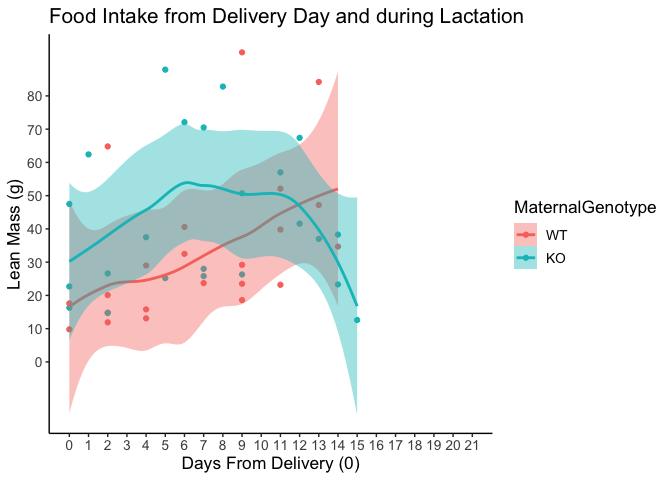 Food Intake from Delivery Day and during Lactation
80
70
60
50
40
30
20
10
0
Lean Mass (g)
0 1 2 3 4 5 6 7 8 9 10 11 12 13 14 15 16 17 18 19 20 21
Days From Delivery (0)
MaternalGenotype
WT
KO